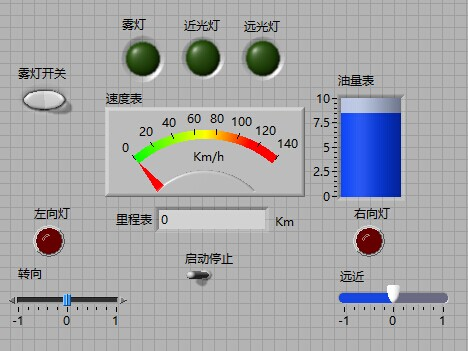 雾灯 近光灯 远光灯
雾灯开关
速度表
油量表
0 20 40 60 80 100 120 140
Km/h
10
7.5
5
2.5
0
里程表 0 Km
左向灯
右向灯
启动停止
转向
-1 0 1
远近
-1 0 1